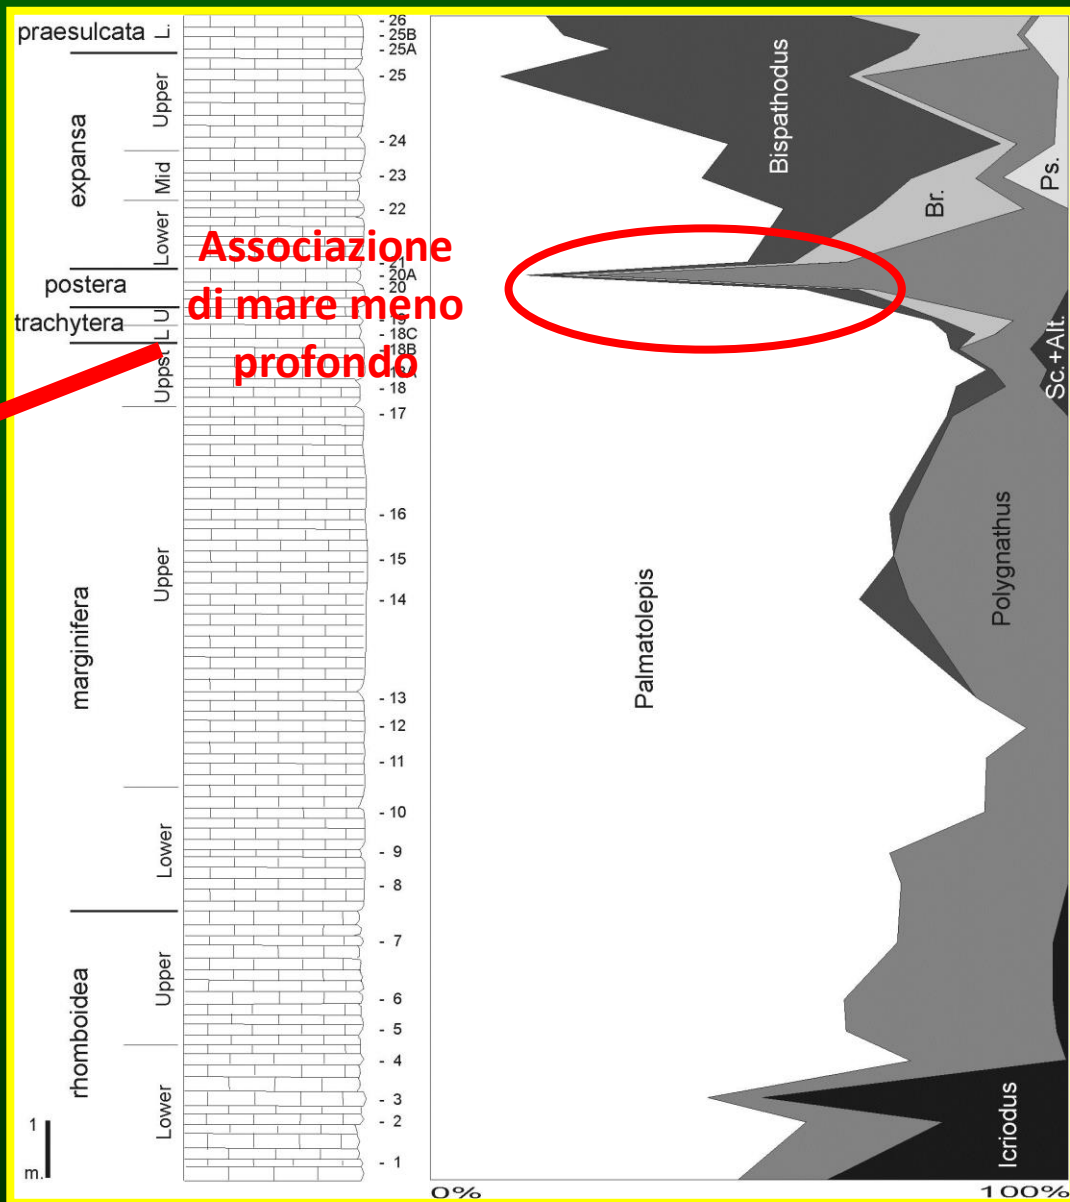 praesulcata L.
expansa
Upper
Mid
Lower
postera
trachytera
U
L
Uppst
marginifera
Upper
Lower
rhomboidea
Upper
Lower
1
m.
- 26
- 25B
- 25A
- 25
- 24
- 23
- 22
- 21
- 20A
- 20
- 19
- 18C
- 18B
- 18A
- 18
- 17
- 16
- 15
- 14
- 13
- 12
- 11
- 10
- 9
- 8
- 7
- 6
- 5
- 4
- 3
- 2
- 1
Associazione
di mare meno
profondo
Palmatolepis
Bispathodus
Br.
Ps.
Sc.+Alt.
Polygnathus
Icriodus
0%
100%